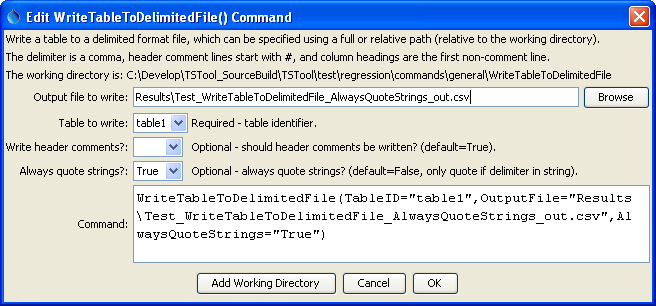 Edit WriteTableToDelimitedFile() Command
Write a table to a delimited format file, which can be specified using a full or relative path (relative to the working directory).
The delimiter is a comma, header comment lines start with #, and column headings are the first non-comment line.
The working directory is: C:\Develop\TSTool_SourceBuild\TSTool\test\regression\commands\general\WriteTableToDelimitedFile
Output file to write: Results\Test_WriteTableToDelimitedFile_AlwaysQuoteStrings_out.csv Browse
Table to write: table1 Required - table identifier.
Write header comments?: Optional - should header comments be written? (default=True).
Always quote strings?: True Optional - always quote strings? (default=False, only quote if delimiter in string).
Command: WriteTableToDelimitedFile(TableID="table1",OutputFile="Results
\Test_WriteTableToDelimitedFile_AlwaysQuoteStrings_out.csv",Al
waysQuoteStrings="True")
Add Working Directory Cancel OK